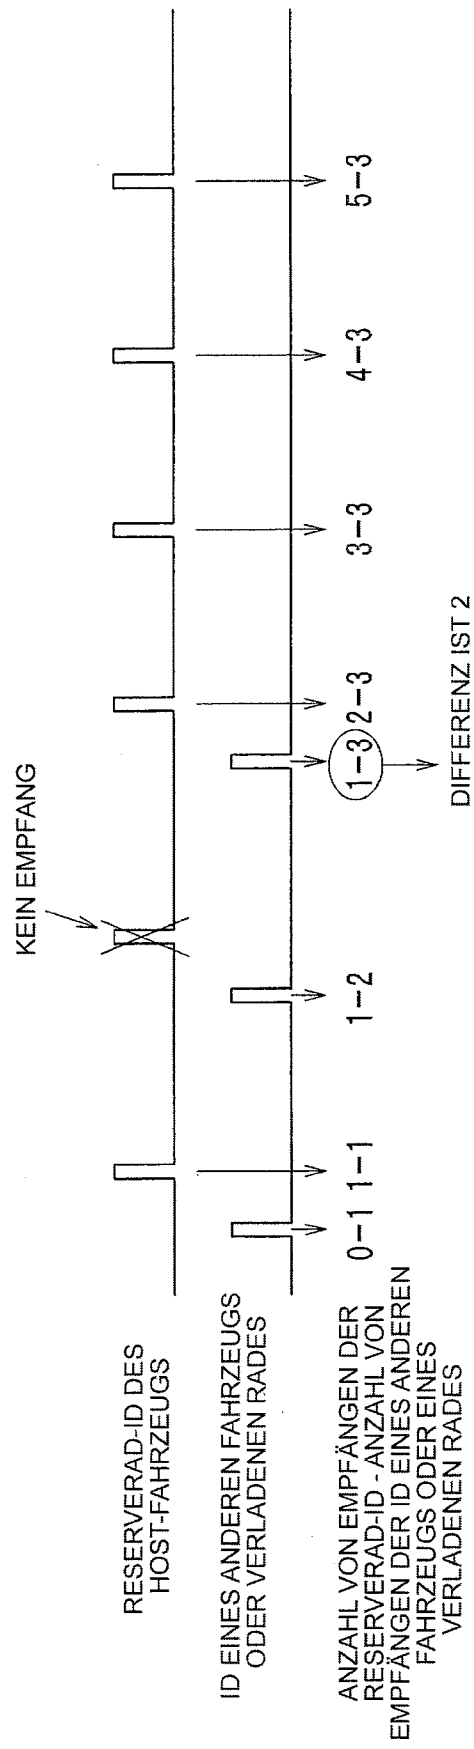 KEIN EMPFANG
RESERVERAD-ID DES
HOST-FAHRZEUGS
ID EINES ANDEREN FAHRZEUGS
ODER VERLADENEN RADES
ANZAHL VON EMPFÄNGEN DER
RESERVERAD-ID - ANZAHL VON
EMPFÄNGEN DER ID EINES ANDEREN
FAHRZEUGS ODER EINES
VERLADENEN RADES
0-1 1-1 1-2 1-3 2-3 3-3 4-3 5-3
DIFFERENZ IST 2